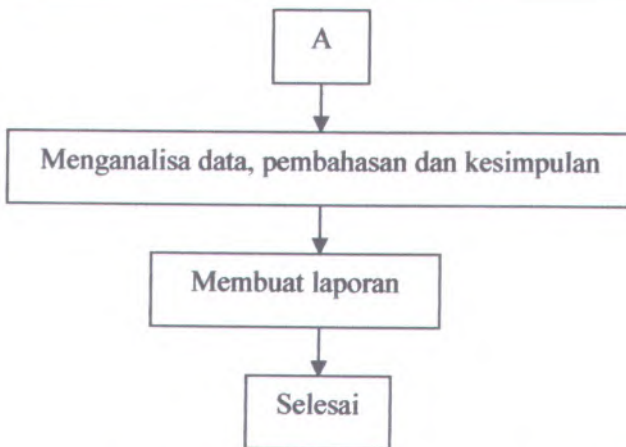 A
Menganalisa data, pembahasan dan kesimpulan
Membuat laporan
Selesai